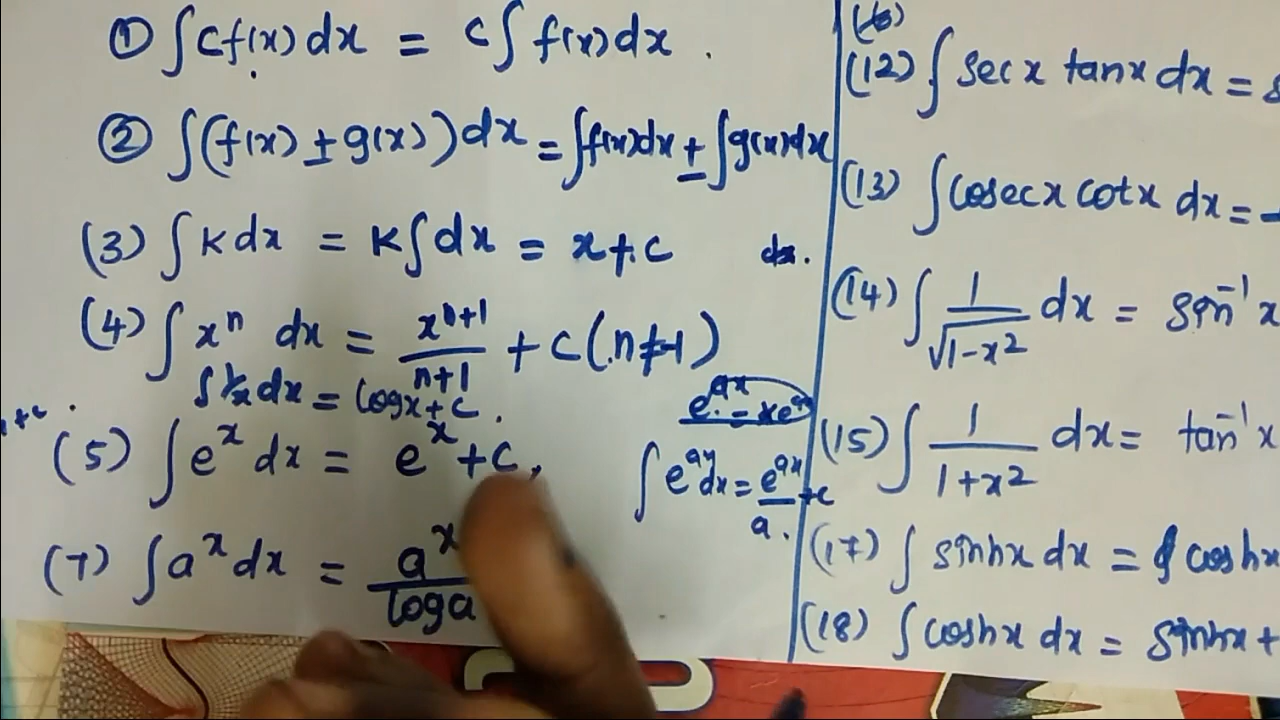 ① ∫cf(x)dx = c∫f(x)dx .
② ∫(f(x)±g(x))dx = ∫f(x)dx ± ∫g(x)dx
(3) ∫Kdx = K∫dx = x+c dx.
(4) ∫xⁿ dx = xⁿ⁺¹/n+1 + c (n≠-1)
∫1/x dx = logx+c .
(5) ∫eˣ dx = eˣ+c,
∫eᵃʸdx = eᵃˣ/a +c .
(7) ∫aˣdx = aˣ/loga
(12) ∫secx tanx dx =
(13) ∫cosecx cotx dx = -
(14) ∫1/√1-x² dx = sin⁻¹x
(15) ∫1/1+x² dx = tan⁻¹x
(17) ∫sinhx dx = coshx
(18) ∫coshx dx = sinhx +